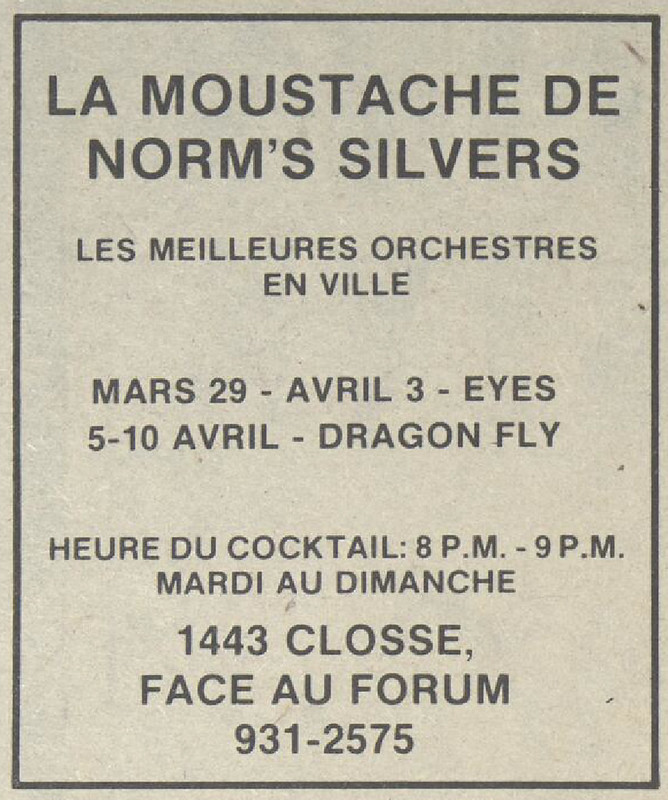 LA MOUSTACHE DE
NORM'S SILVERS
LES MEILLEURES ORCHESTRES
EN VILLE
MARS 29 - AVRIL 3 - EYES
5-10 AVRIL - DRAGON FLY
HEURE DU COCKTAIL: 8 P.M. - 9 P.M.
MARDI AU DIMANCHE
1443 CLOSSE,
FACE AU FORUM
931-2575